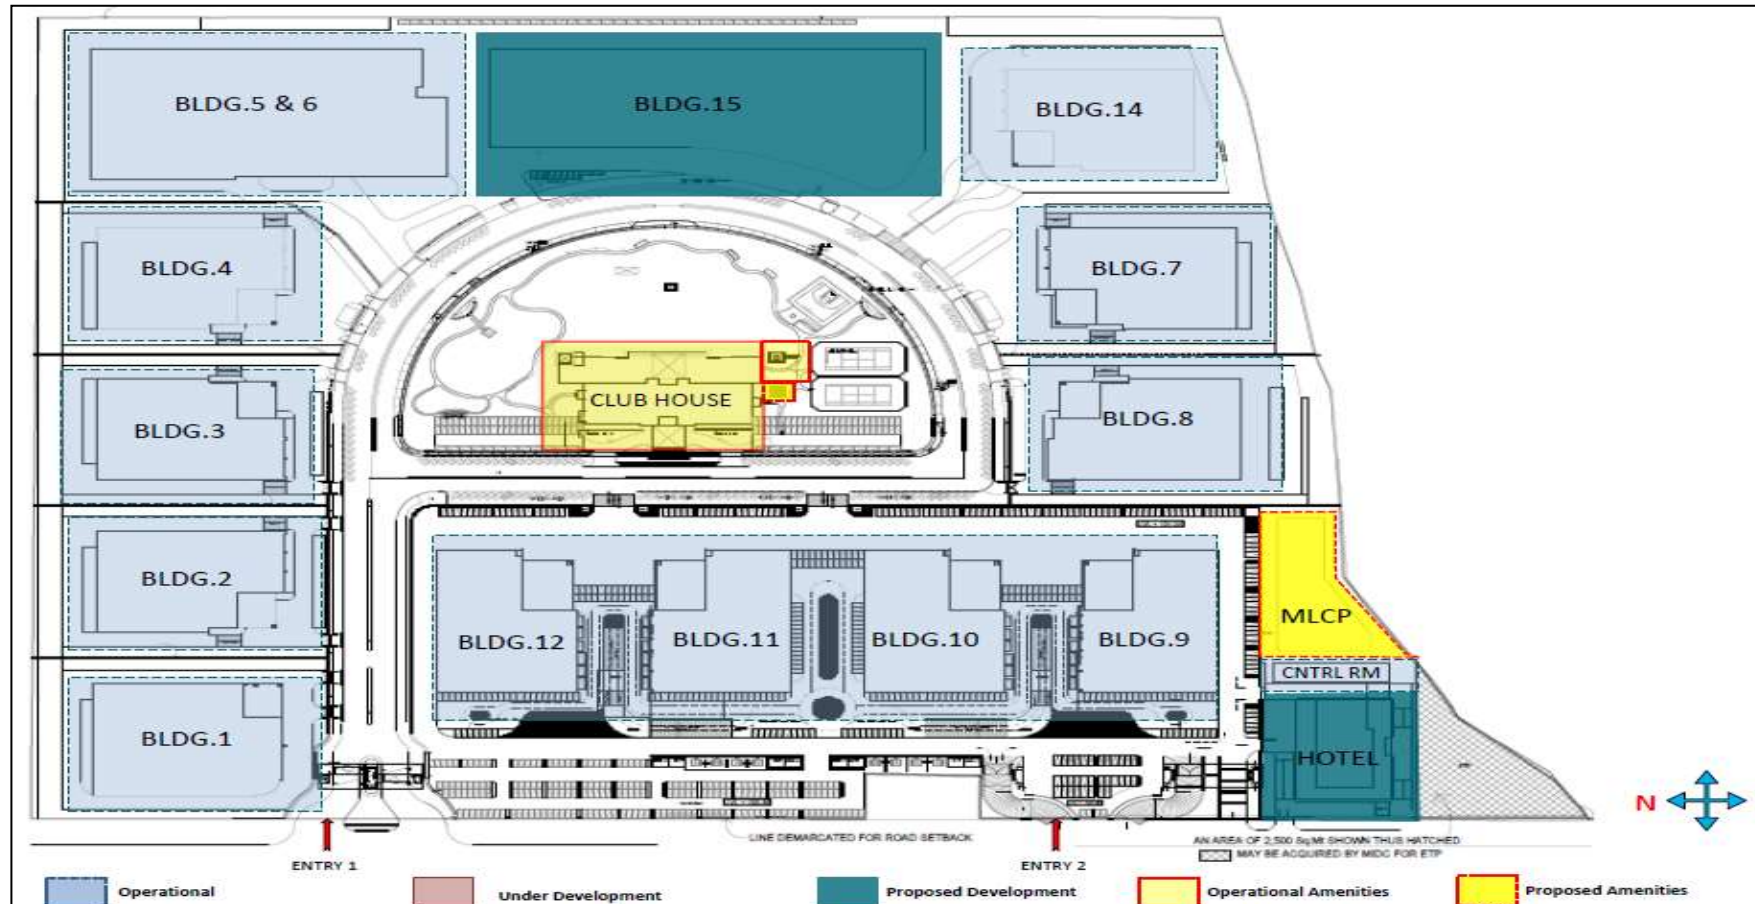 BLDG.5 & 6
BLDG.15
BLDG.14
BLDG.4
BLDG.7
CLUB HOUSE
BLDG.3
BLDG.8
BLDG.2
BLDG.12
BLDG.11
BLDG.10
BLDG.9
MLCP
CNTRL RM
BLDG.1
HOTEL
N
LINE DEMARCATED FOR ROAD SETBACK
AN AREA OF 2,500 Sq.Mt SHOWN THUS HATCHED
MAY BE ACQUIRED BY MIDC FOR ETP
ENTRY 1
ENTRY 2
Operational
Under Development
Proposed Development
Operational Amenities
Proposed Amenities